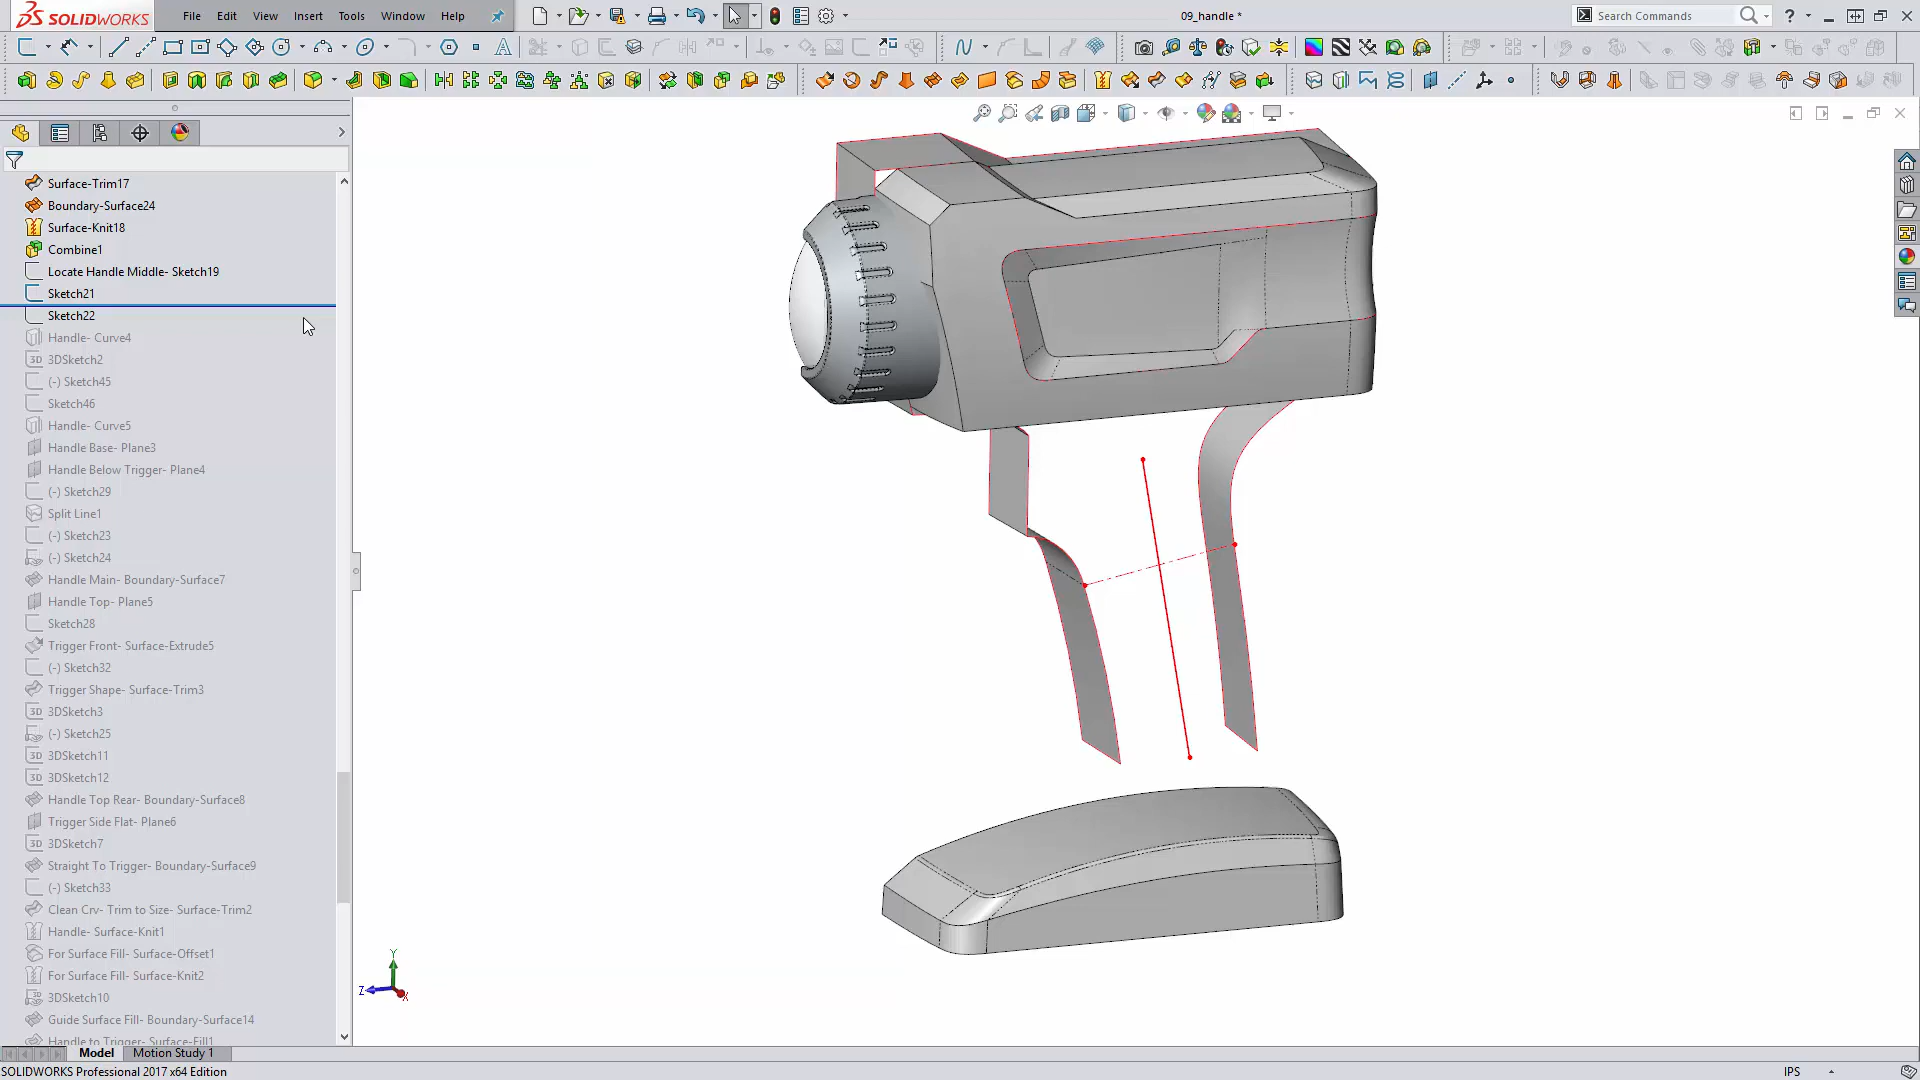 SOLIDWORKS
File Edit View Insert Tools Window Help
09_handle *
Search Commands
Surface-Trim17
Boundary-Surface24
Surface-Knit18
Combine1
Locate Handle Middle- Sketch19
Sketch21
Sketch22
Handle- Curve4
3DSketch2
(-) Sketch45
Sketch46
Handle- Curve5
Handle Base- Plane3
Handle Below Trigger- Plane4
(-) Sketch29
Split Line1
(-) Sketch23
(-) Sketch24
Handle Main- Boundary-Surface7
Handle Top- Plane5
Sketch28
Trigger Front- Surface-Extrude5
(-) Sketch32
Trigger Shape- Surface-Trim3
3DSketch3
(-) Sketch25
3DSketch11
3DSketch12
Handle Top Rear- Boundary-Surface8
Trigger Side Flat- Plane6
3DSketch7
Straight To Trigger- Boundary-Surface9
(-) Sketch33
Clean Crv- Trim to Size- Surface-Trim2
Handle- Surface-Knit1
For Surface Fill- Surface-Offset1
For Surface Fill- Surface-Knit2
3DSketch10
Guide Surface Fill- Boundary-Surface14
Handle to Trigger- Surface-Fill1
Y
Z
X
Model Motion Study 1
SOLIDWORKS Professional 2017 x64 Edition
IPS